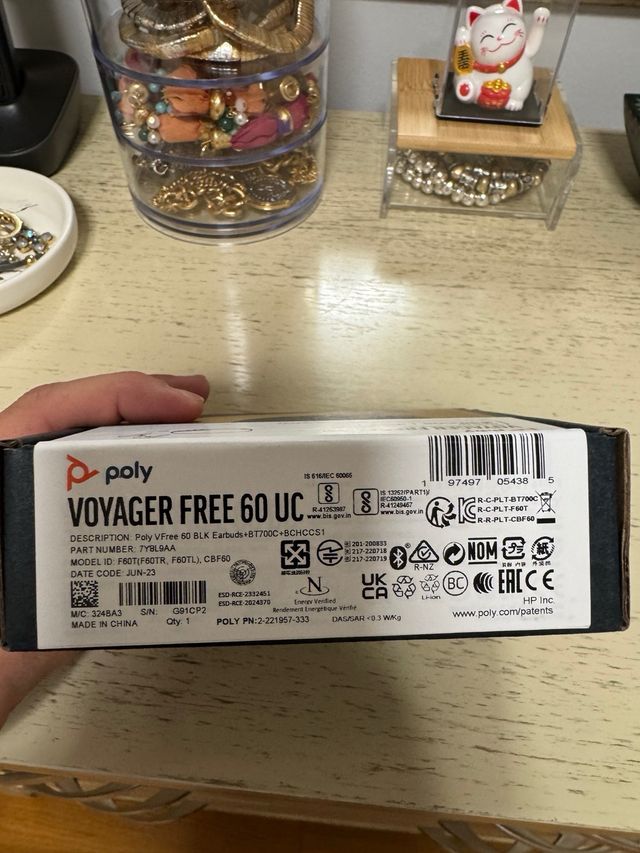 poly
VOYAGER FREE 60 UC
DESCRIPTION: Poly VFree 60 BLK Earbuds+BT700C+BCHCCS1
PART NUMBER: 7Y8L9AA
MODEL ID: F60T(F60TR, F60TL), CBF60
DATE CODE: JUN-23
M/C: 324BA3 S/N: G91CP2
MADE IN CHINA Qty. 1
IS 616/IEC 60065
R-41263987
www.bis.gov.in
IS 13252(PART1)/
IEC60950-1
R-41249467
www.bis.gov.in
1 97497 05438 5
R-C-PLT-BT700C
R-C-PLT-F60T
R-R-PLT-CBF60
201-200833
217-220718
217-220719
R-NZ
NOM
ESD-RCE-2332451
ESD-RCE-2024370
N
Energy Verified
Rendement Énergétique Vérifié
UK
CA
Li-ion
BC
EAC
CE
HP Inc.
POLY PN:2-221957-333
DAS/SAR <0.3 W/Kg
www.poly.com/patents